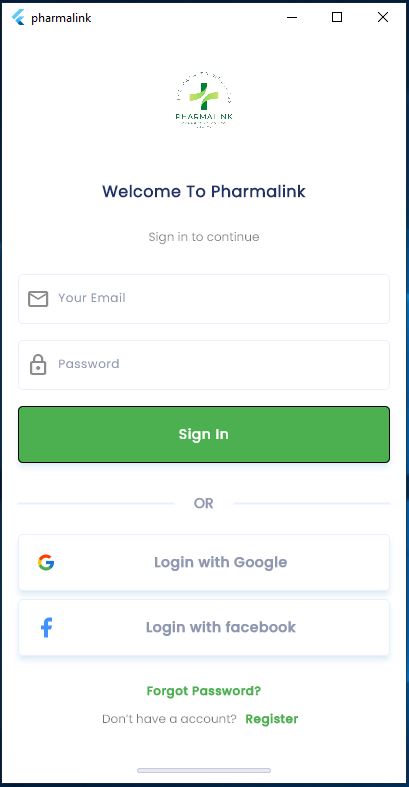 pharmalink
PHARMALINK
Welcome To Pharmalink
Sign in to continue
Your Email
Password
Sign In
OR
Login with Google
Login with facebook
Forgot Password?
Don't have a account? Register